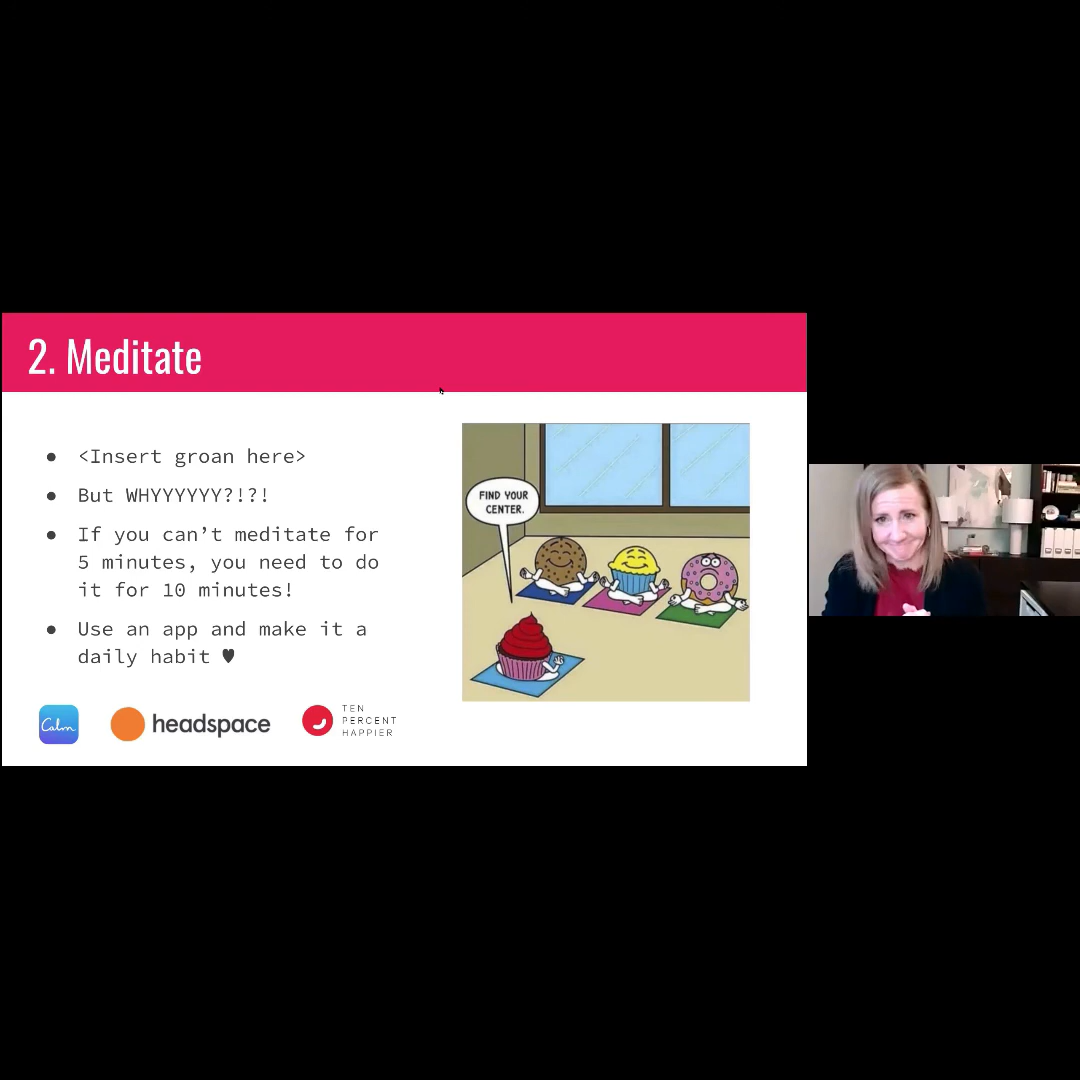 2. Meditate
● <Insert groan here>
● But WHYYYYYY?!?!
● If you can’t meditate for
5 minutes, you need to do
it for 10 minutes!
● Use an app and make it a
daily habit ♥
FIND YOUR
CENTER.
Calm
headspace
TEN
PERCENT
HAPPIER